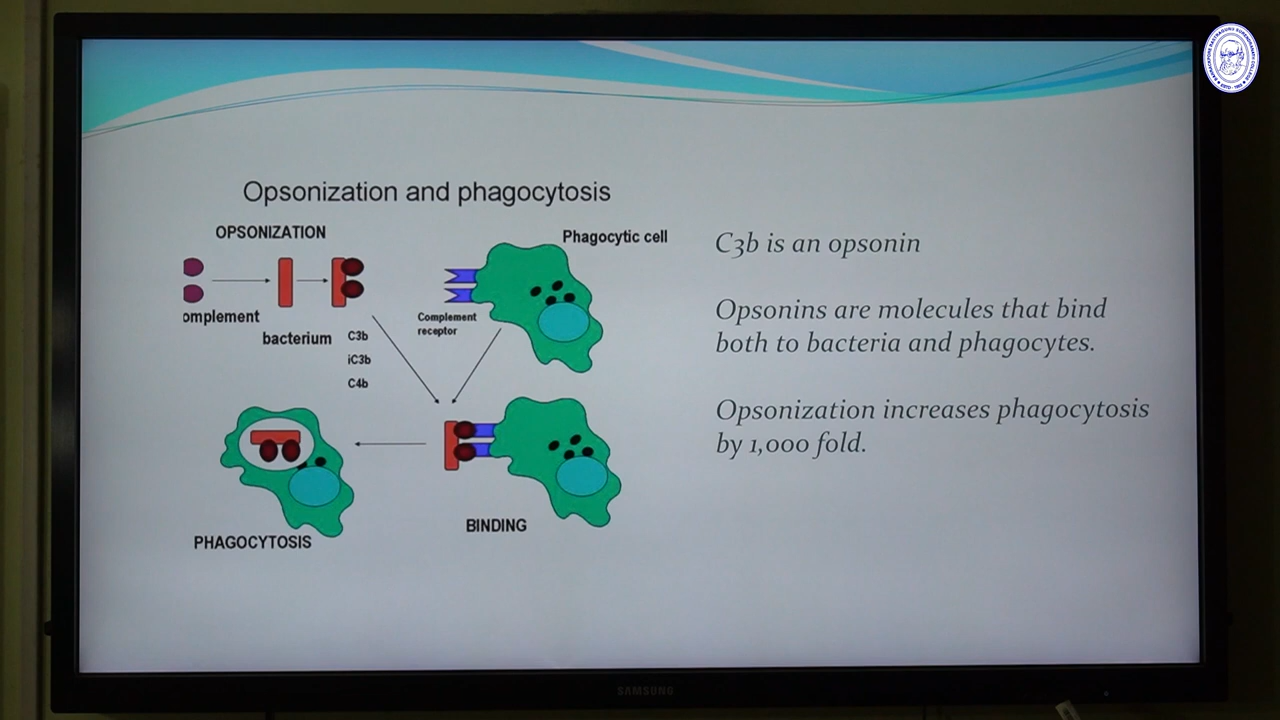 Opsonization and phagocytosis
OPSONIZATION
Phagocytic cell
omplement
bacterium
C3b
iC3b
C4b
Complement
receptor
PHAGOCYTOSIS
BINDING
C3b is an opsonin
Opsonins are molecules that bind
both to bacteria and phagocytes.
Opsonization increases phagocytosis
by 1,000 fold.
SAMSUNG